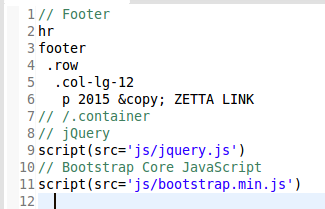 1 // Footer
2 hr
3 footer
4  .row
5   .col-lg-12
6    p 2015 &copy; ZETTA LINK
7 // /.container
8 // jQuery
9 script(src='js/jquery.js')
10 // Bootstrap Core JavaScript
11 script(src='js/bootstrap.min.js')
12